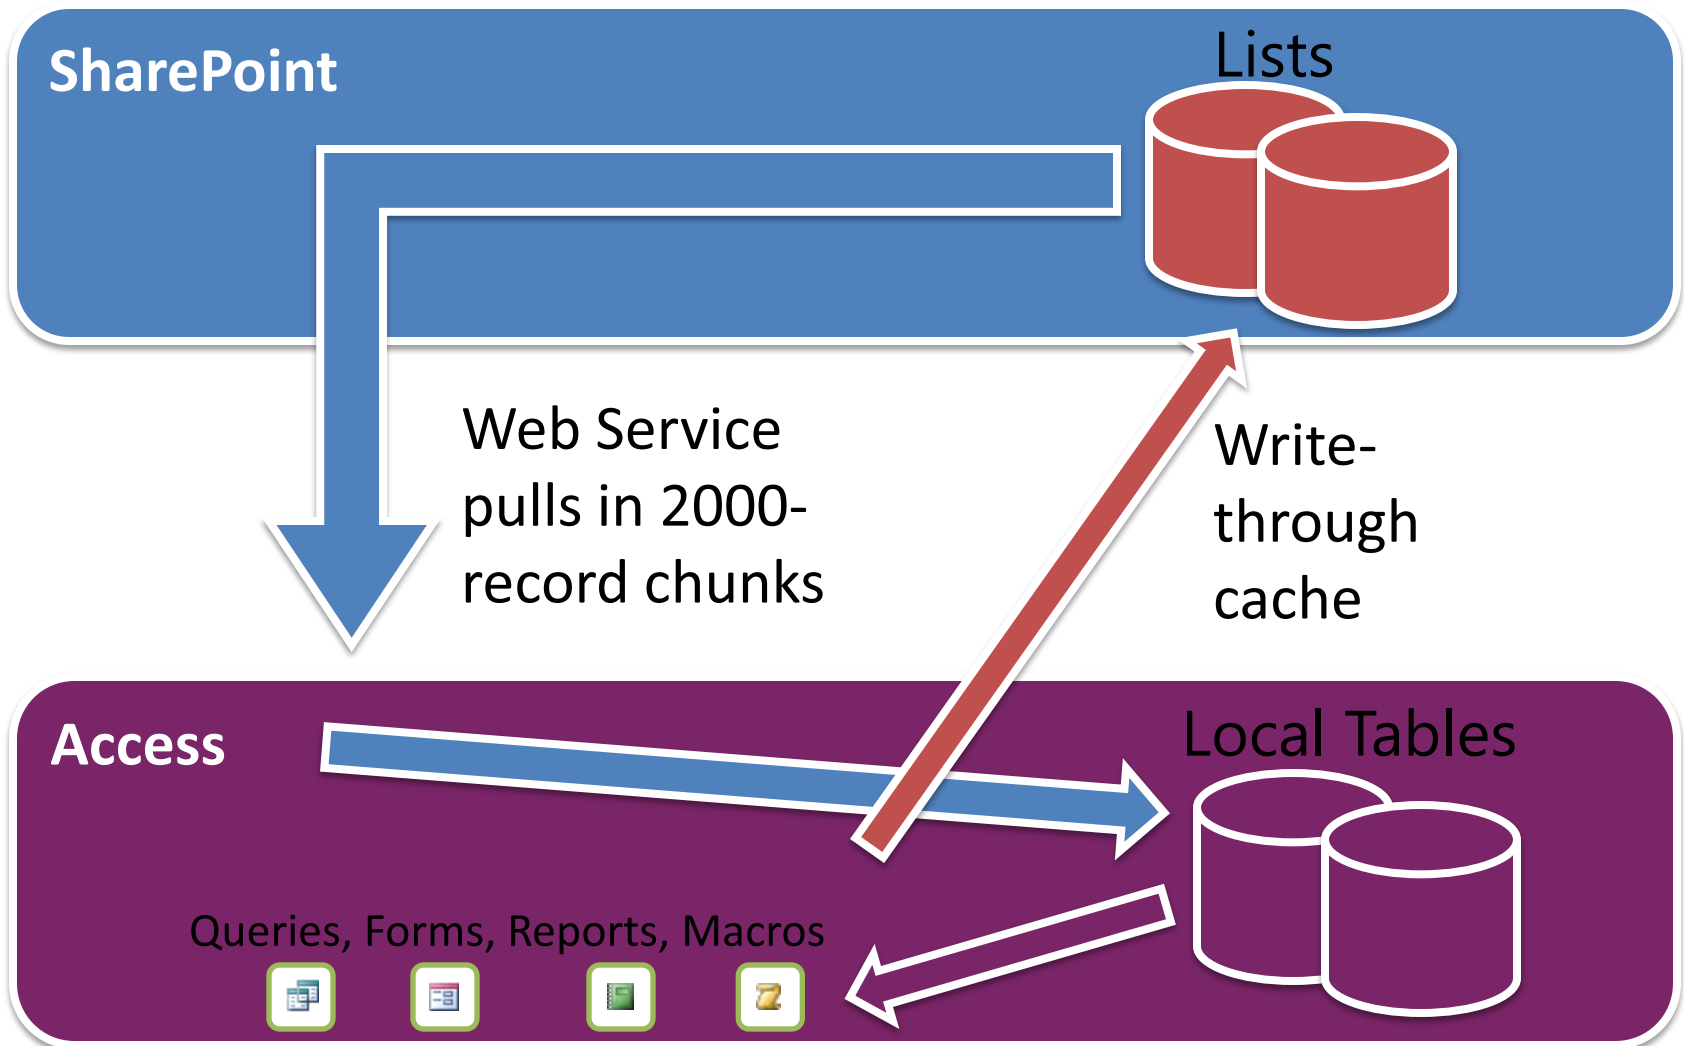 SharePoint
Lists
Web Service
pulls in 2000-
record chunks
Write-
through
cache
Access
Local Tables
Queries, Forms, Reports, Macros